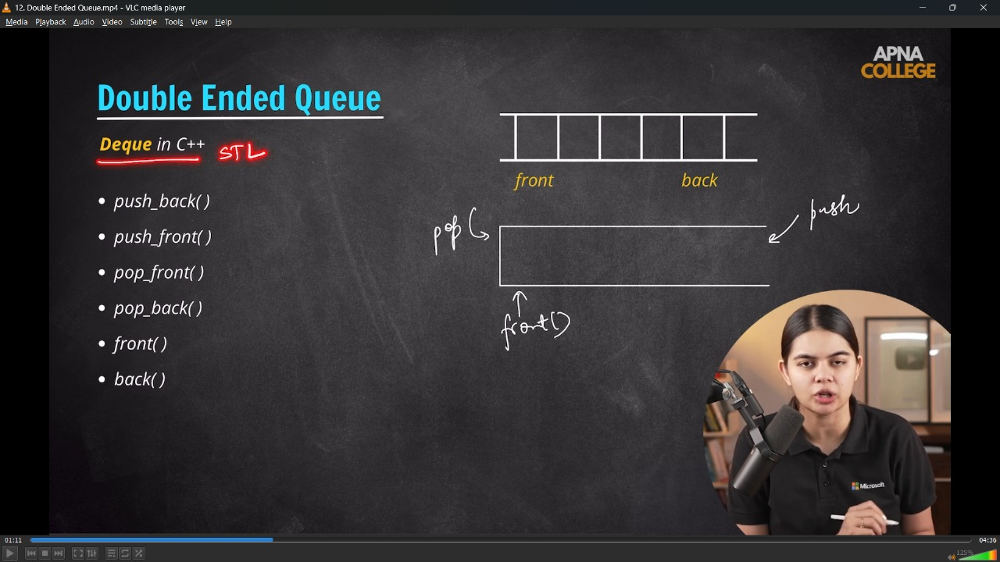 12. Double Ended Queue.mp4 - VLC media player
Media Playback Audio Video Subtitle Tools View Help
APNA
COLLEGE
Double Ended Queue
Deque in C++ STL
push_back( )
push_front( )
pop_front( )
pop_back( )
front( )
back( )
front back
pop push
front()
Microsoft
01:11 04:36
125%